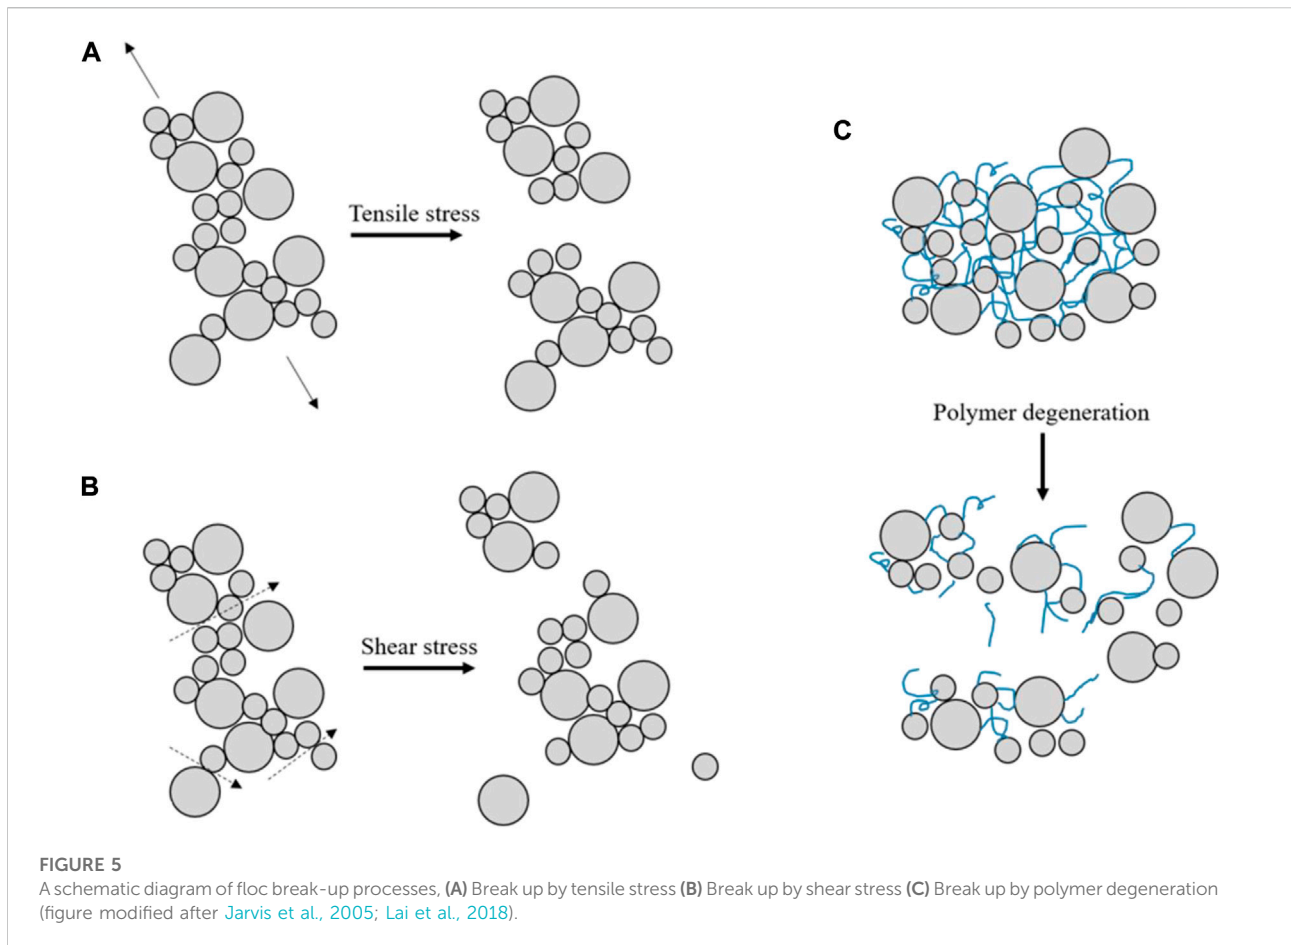 A
Tensile stress
B
Shear stress
C
Polymer degeneration
FIGURE 5
A schematic diagram of floc break-up processes, (A) Break up by tensile stress (B) Break up by shear stress (C) Break up by polymer degeneration
(figure modified after Jarvis et al., 2005; Lai et al., 2018).